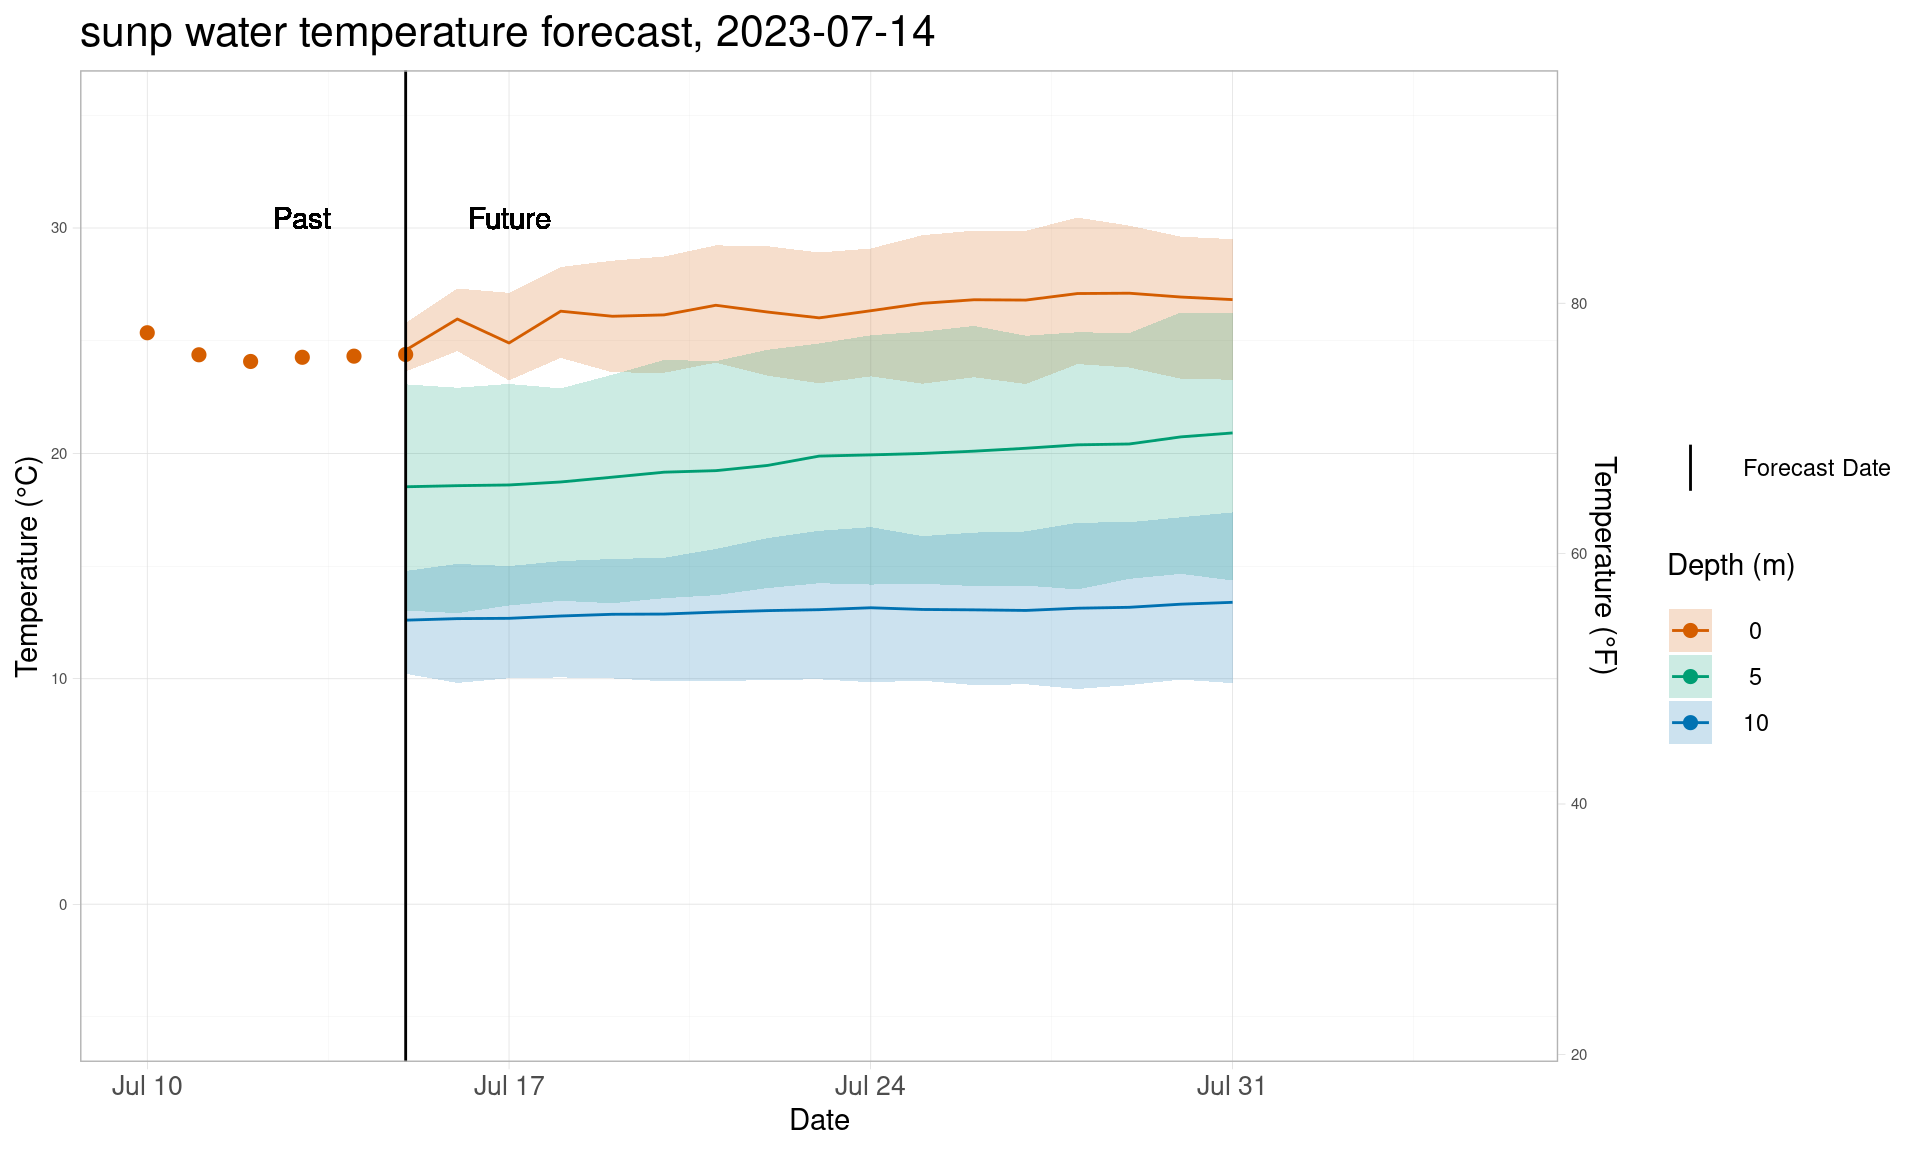 sunp water temperature forecast, 2023-07-14
Past
Future
30
20
10
0
Temperature (°C)
80
60
40
20
Temperature (°F)
Jul 10
Jul 17
Jul 24
Jul 31
Date
Forecast Date
Depth (m)
0
5
10